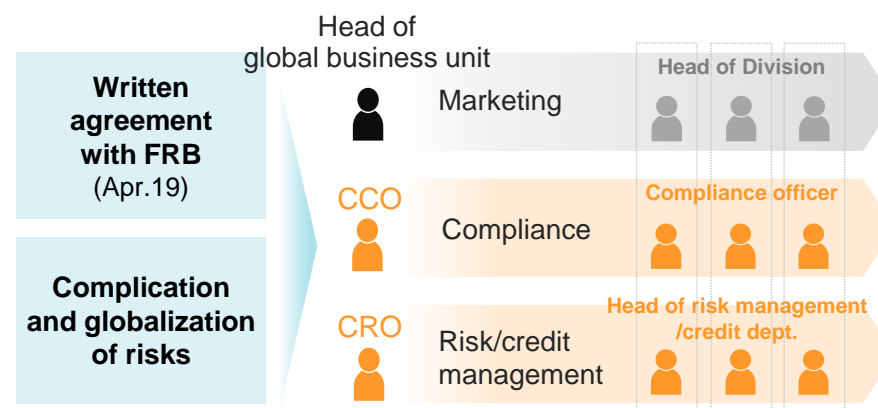 Written
agreement
with FRB
(Apr.19)
Complication
and globalization
of risks
Head of
global business unit
Marketing
Head of Division
CCO
Compliance
Compliance officer
CRO
Risk/credit
management
Head of risk management
/credit dept.